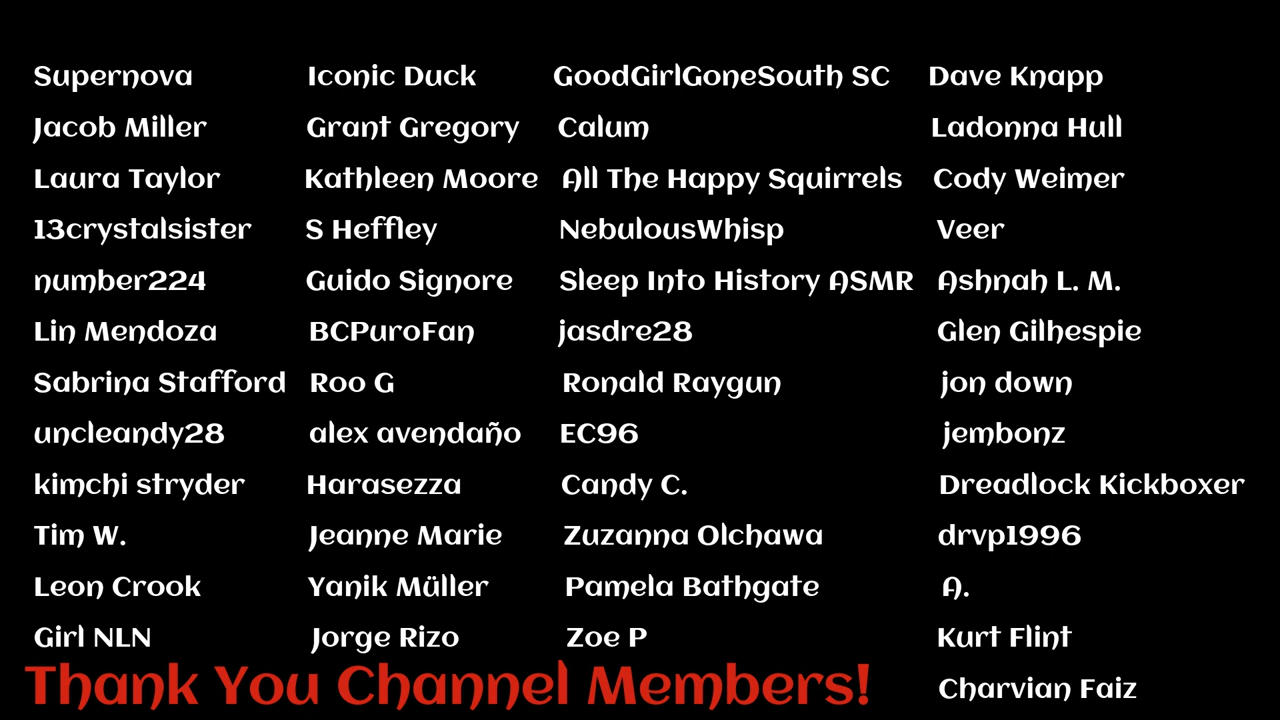 Supernova
Jacob Miller
Laura Taylor
13crystalsister
number224
Lin Mendoza
Sabrina Stafford
uncleandy28
kimchi stryder
Tim W.
Leon Crook
Girl NLN
Iconic Duck
Grant Gregory
Kathleen Moore
S Heffley
Guido Signore
BCPuroFan
Roo G
alex avendaño
Harasezza
Jeanne Marie
Yanik Müller
Jorge Rizo
GoodGirlGoneSouth SC
Calum
All The Happy Squirrels
NebulousWhisp
Sleep Into History ASMR
jasdre28
Ronald Raygun
EC96
Candy C.
Zuzanna Olchawa
Pamela Bathgate
Zoe P
Dave Knapp
Ladonna Hull
Cody Weimer
Veer
Ashnah L. M.
Glen Gilhespie
jon down
jembonz
Dreadlock Kickboxer
drvp1996
A.
Kurt Flint
Charvian Faiz
Thank You Channel Members!